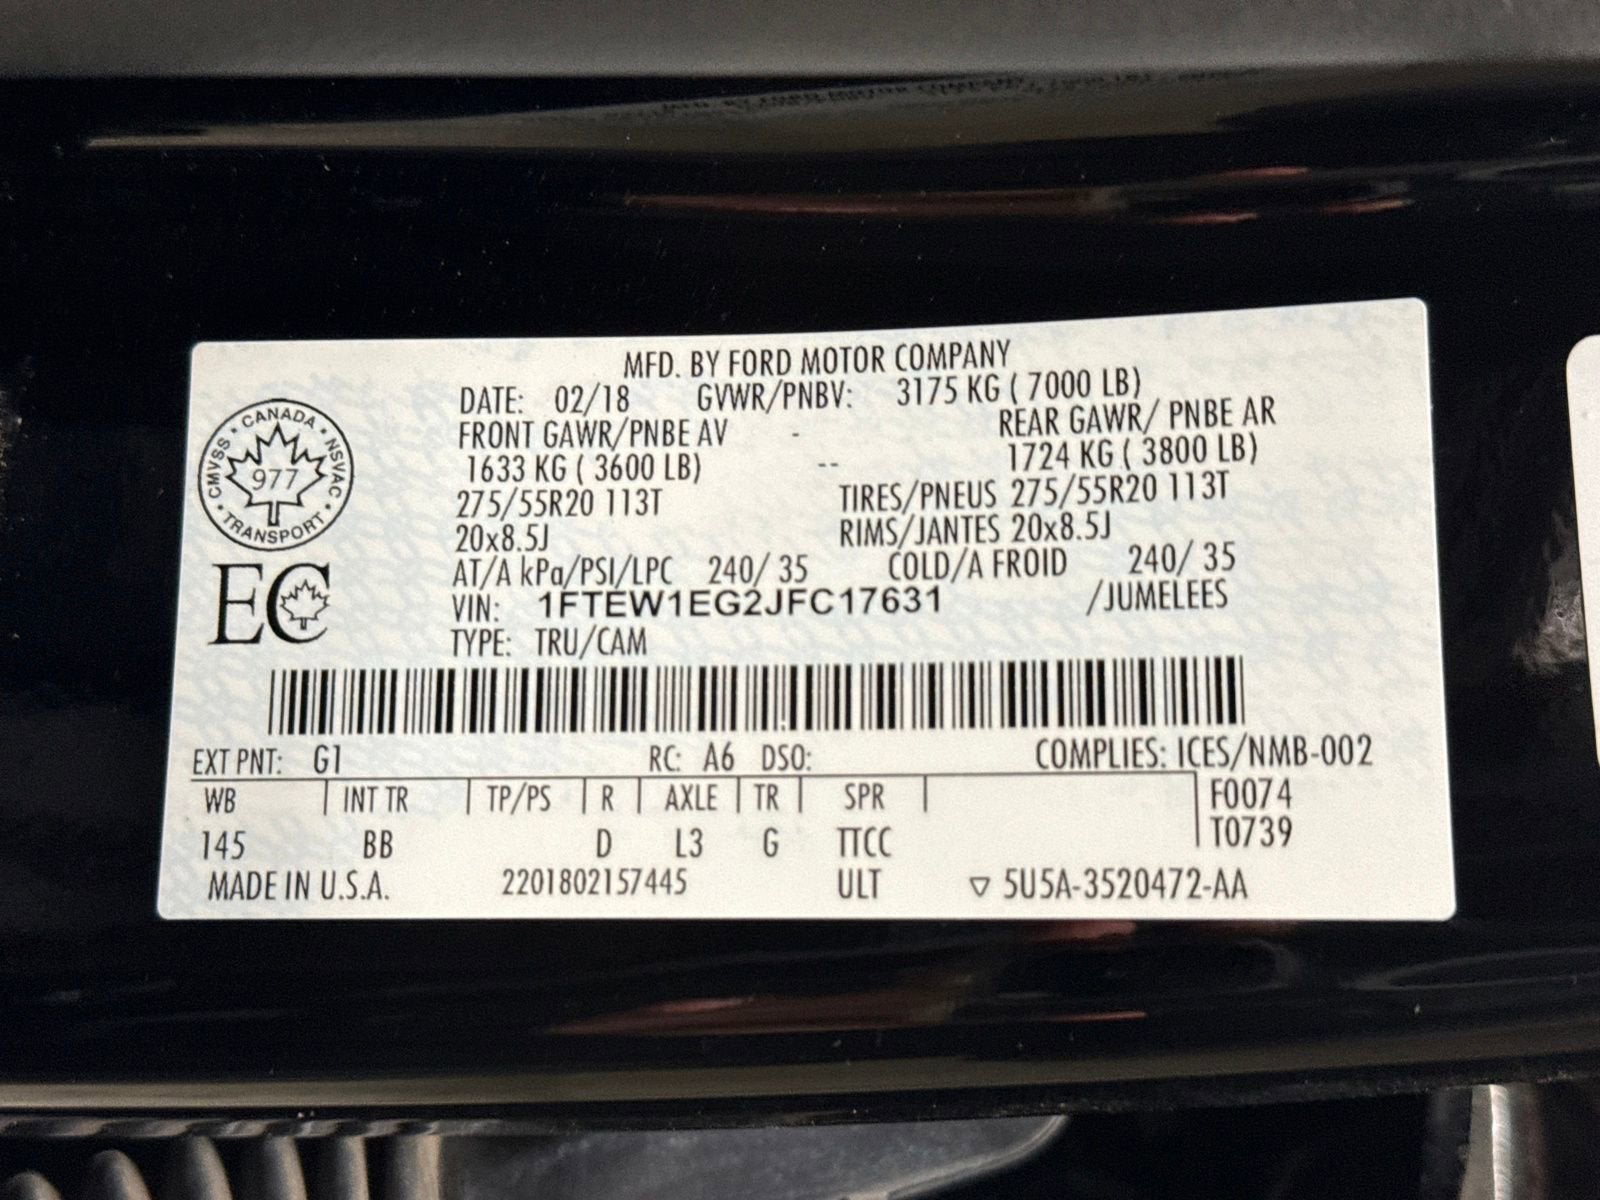 MFD. BY FORD MOTOR COMPANY
DATE: 02/18 GVWR/PNBV: 3175 KG ( 7000 LB)
FRONT GAWR/PNBE AV - REAR GAWR/ PNBE AR
1633 KG ( 3600 LB) -- 1724 KG ( 3800 LB)
275/55R20 113T TIRES/PNEUS 275/55R20 113T
20x8.5J RIMS/JANTES 20x8.5J
AT/A kPa/PSI/LPC 240/ 35 COLD/A FROID 240/ 35
VIN: 1FTEW1EG2JFC17631 /JUMELEES
TYPE: TRU/CAM
CANADA · NSVAC · TRANSPORT · CMVSS ·
977
EC
EXT PNT: G1 RC: A6 DSO: COMPLIES: ICES/NMB-002
WB INT TR TP/PS R AXLE TR SPR F0074
145 BB D L3 G TTCC T0739
MADE IN U.S.A. 2201802157445 ULT ▽ 5U5A-3520472-AA